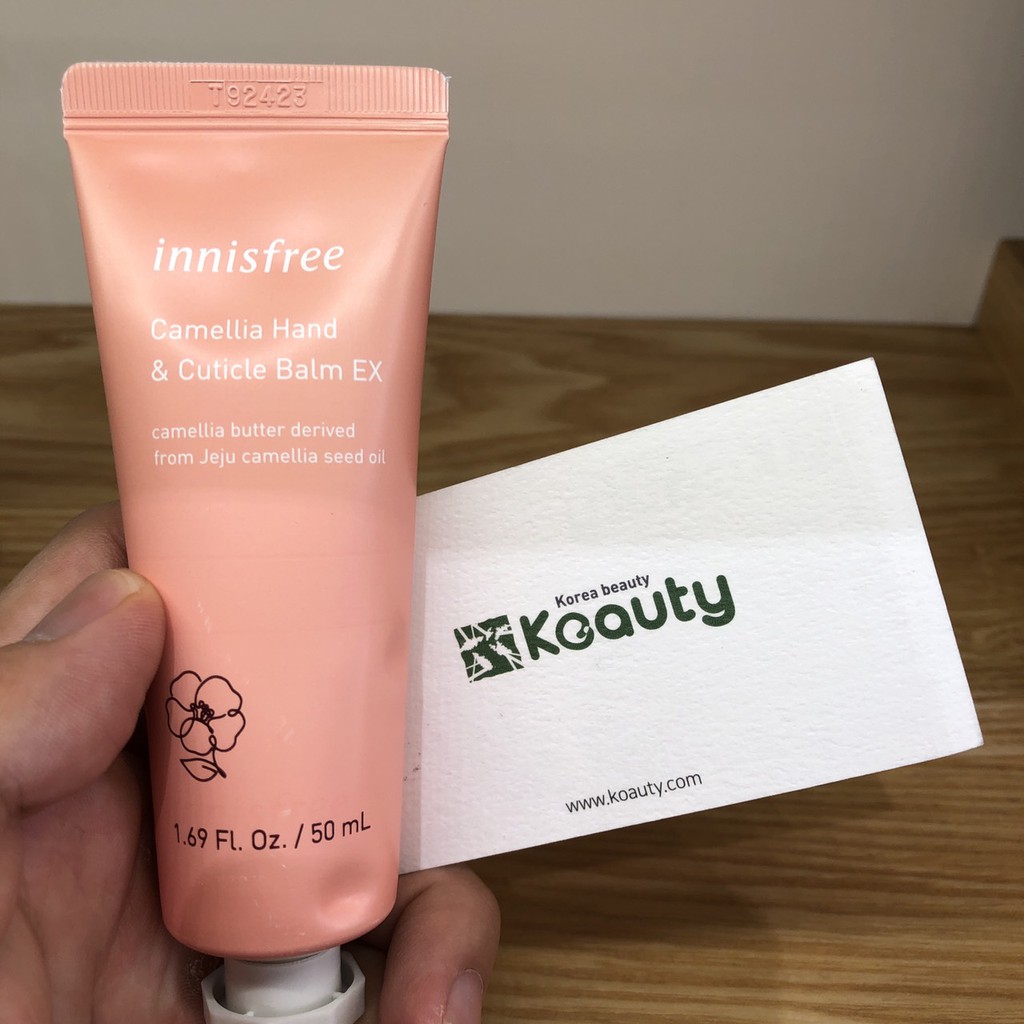 T92423
innisfree
Camellia Hand
& Cuticle Balm EX
camellia butter derived
from Jeju camellia seed oil
1.69 Fl. Oz. / 50 mL
Korea beauty
Koauty
www.koauty.com